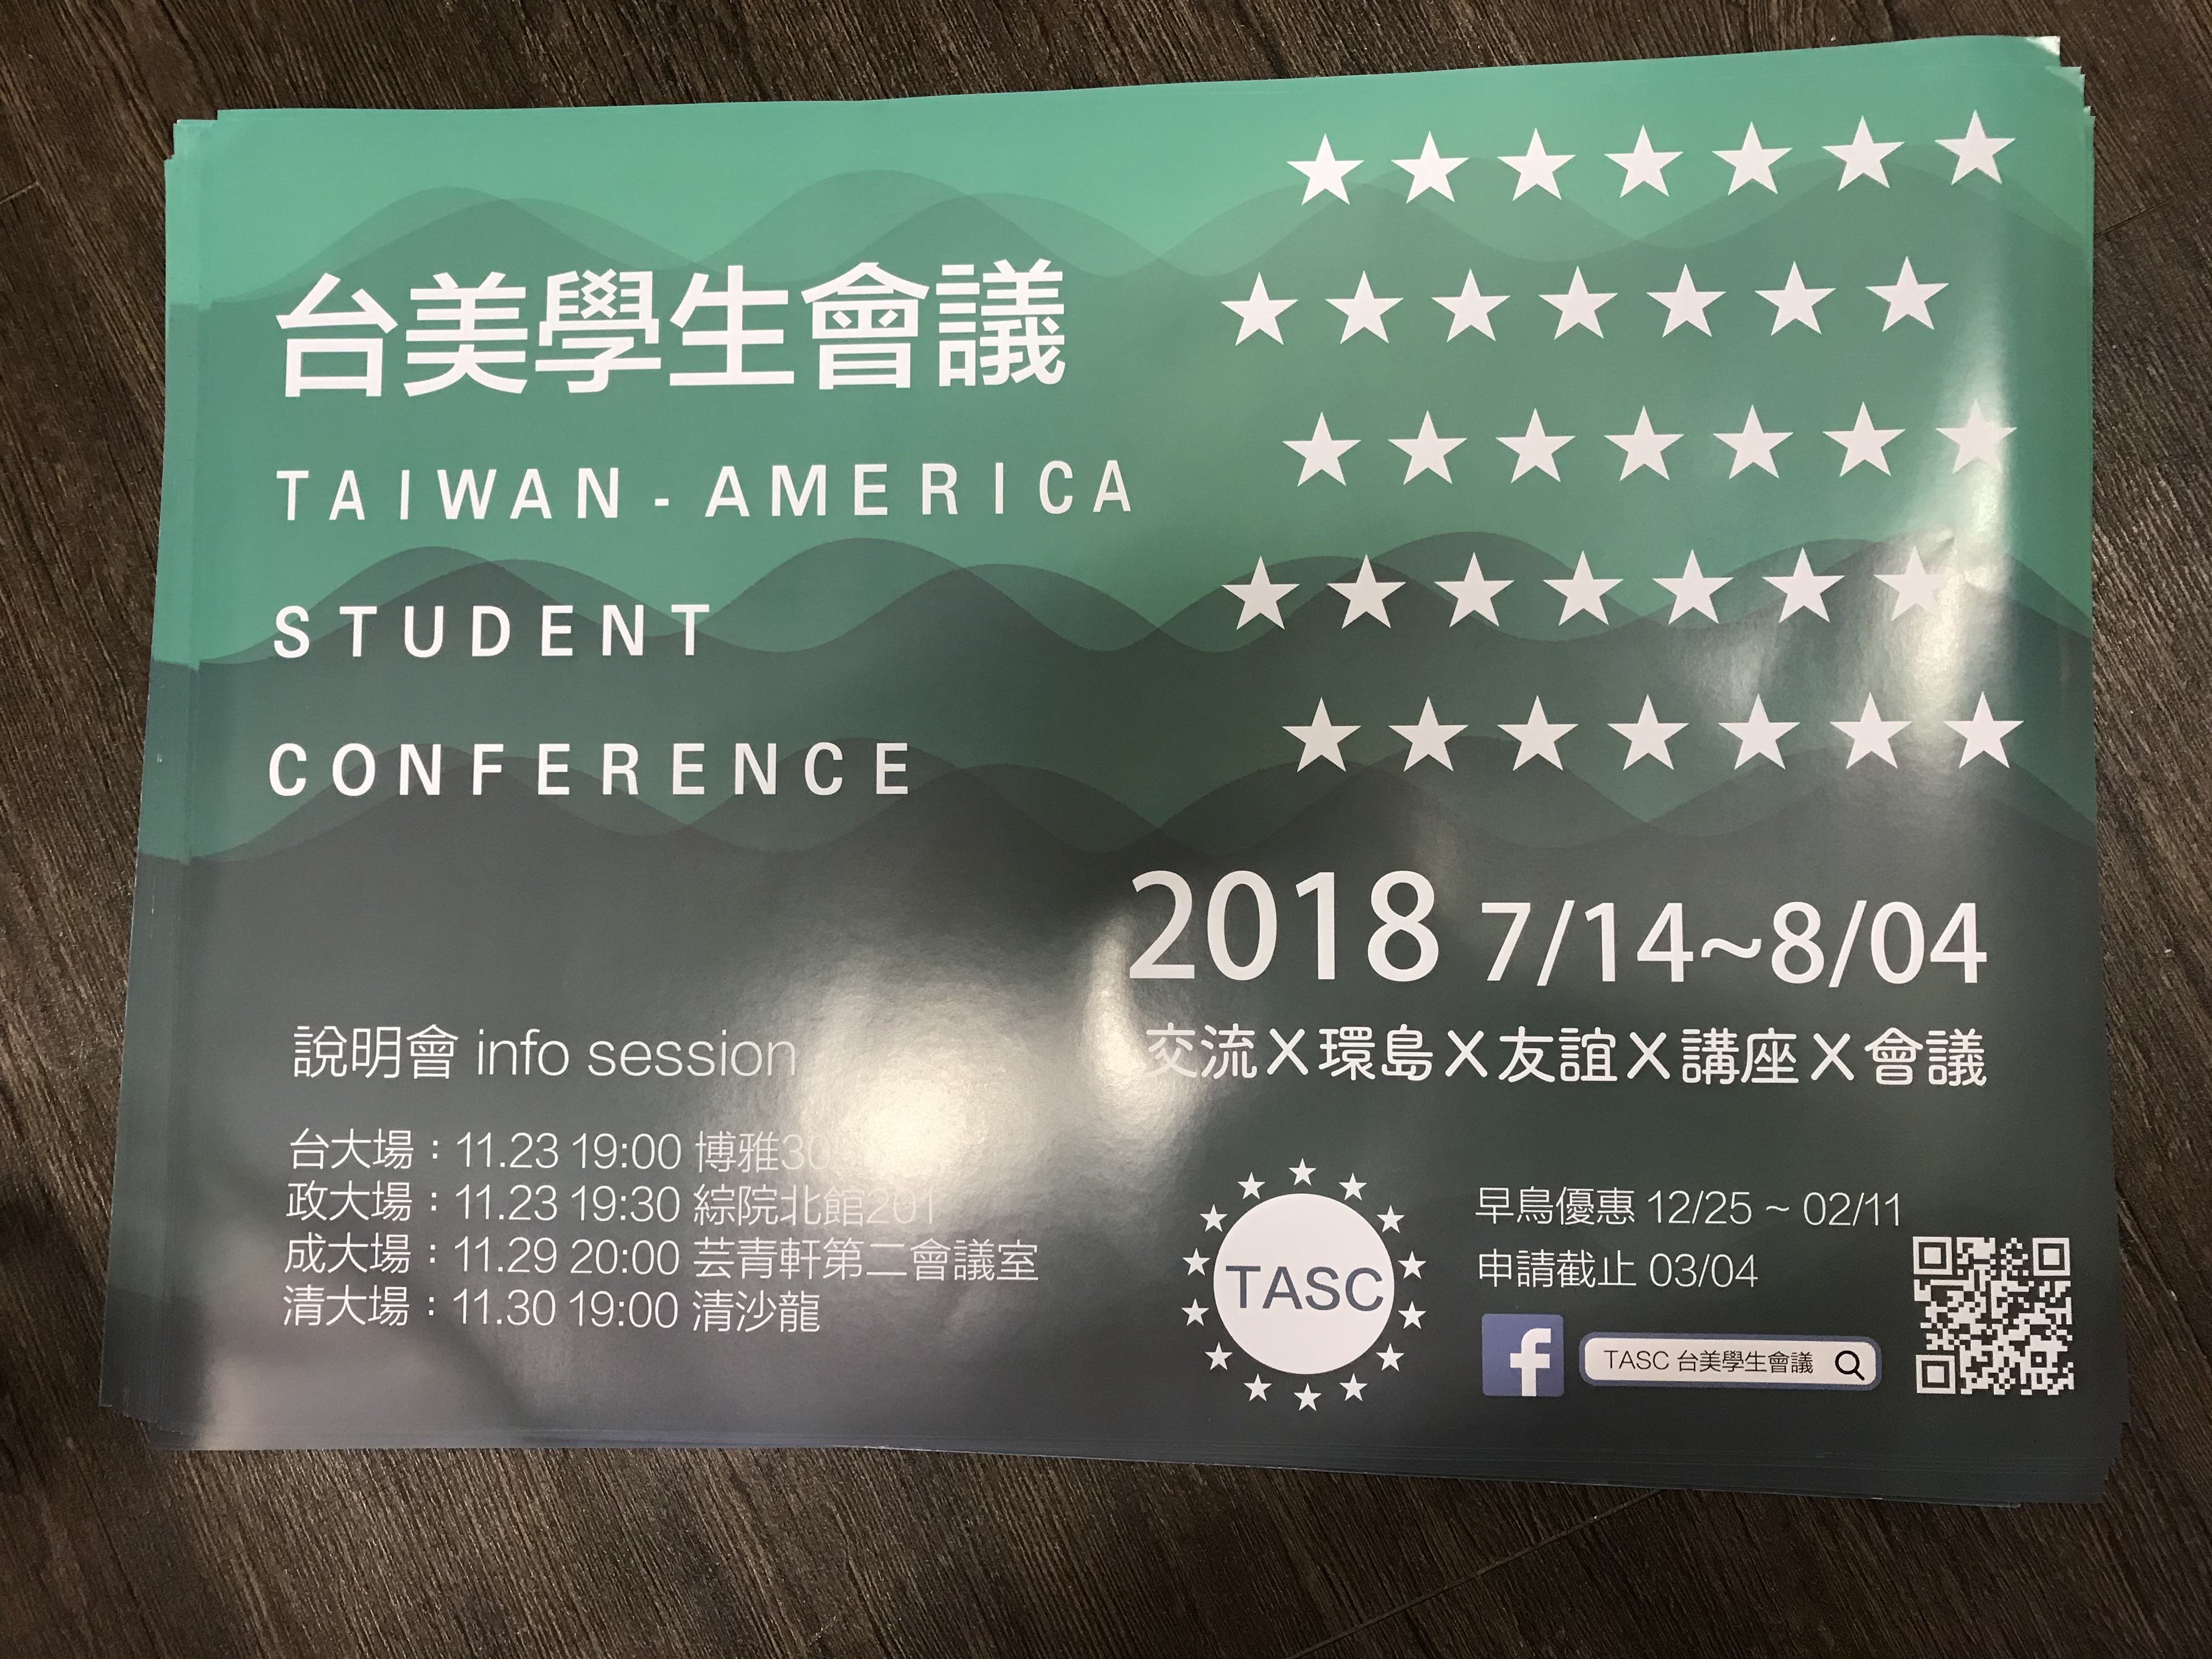 台美學生會議
TAIWAN-AMERICA
STUDENT
CONFERENCE
2018 7/14~8/04
交流X環島X友誼X講座X會議
說明會 info session
台大場：11.23 19:00 博雅
政大場：11.23 19:30 綜院北館201
成大場：11.29 20:00 芸青軒第二會議室
清大場：11.30 19:00 清沙龍
TASC
早鳥優惠 12/25 ~ 02/11
申請截止 03/04
f
TASC 台美學生會議